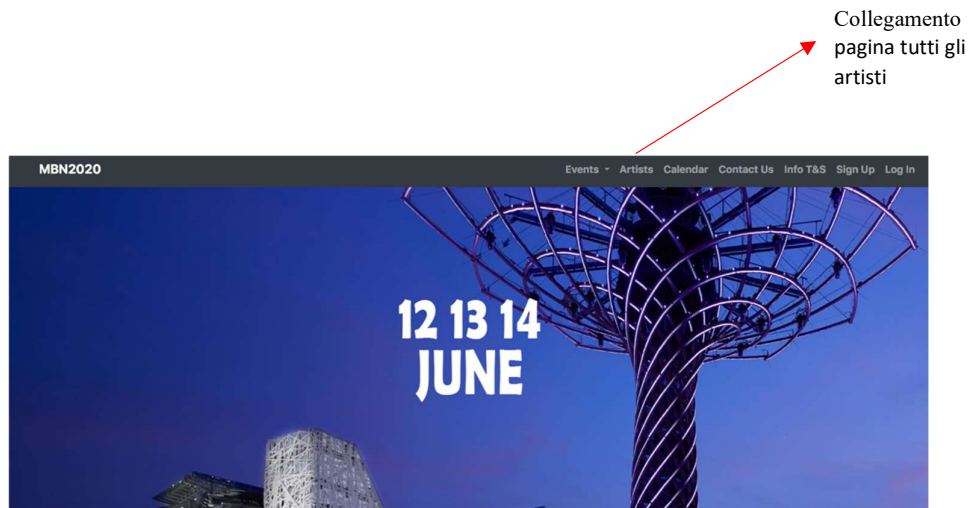 Collegamento
pagina tutti gli
artisti
MBN2020 Events Artists Calendar Contact Us Info T&S Sign Up Log In
12 13 14
JUNE